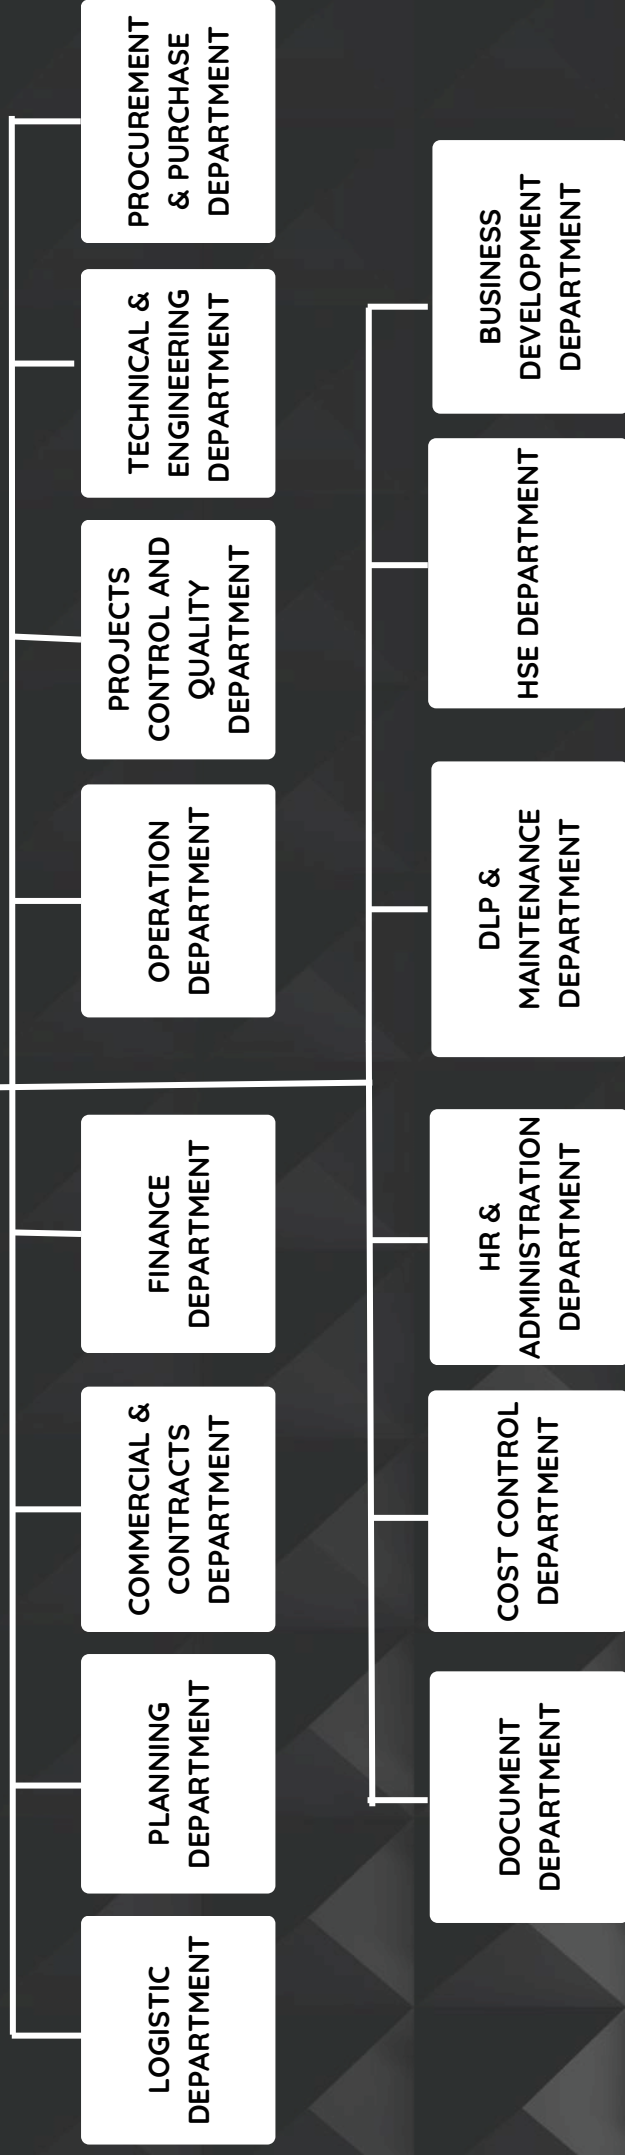 LOGISTIC
DEPARTMENT
PLANNING
DEPARTMENT
COMMERCIAL &
CONTRACTS
DEPARTMENT
FINANCE
DEPARTMENT
OPERATION
DEPARTMENT
PROJECTS
CONTROL AND
QUALITY
DEPARTMENT
TECHNICAL &
ENGINEERING
DEPARTMENT
PROCUREMENT
& PURCHASE
DEPARTMENT
DOCUMENT
DEPARTMENT
COST CONTROL
DEPARTMENT
HR &
ADMINISTRATION
DEPARTMENT
DLP &
MAINTENANCE
DEPARTMENT
HSE DEPARTMENT
BUSINESS
DEVELOPMENT
DEPARTMENT